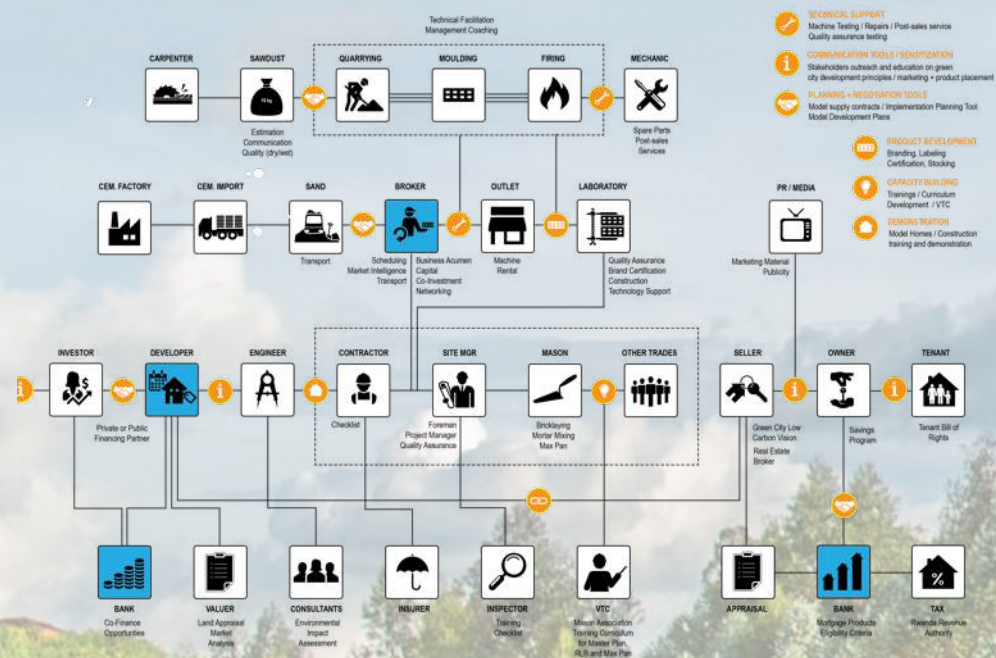 Technical Facilitation
Management Coaching
TECHNICAL SUPPORT
Machine Testing / Repairs / Post-sales service
Quality assurance testing
COMMUNICATION TOOLS / SENSITIZATION
Stakeholders outreach and education on green
city development principles / marketing + product placement
PLANNING + NEGOTIATION TOOLS
Model supply contracts / Implementation Planning Tool
Model Development Plans
PRODUCT DEVELOPMENT
Branding, Labeling
Certification, Stocking
CAPACITY BUILDING
Trainings / Curriculum
Development / VTC
DEMONSTRATION
Model Homes / Construction
training and demonstration
CARPENTER
SAWDUST
QUARRYING
MOULDING
FIRING
MECHANIC
Estimation
Communication
Quality (dry/wet)
Spare Parts
Post-sales
Services
CEM. FACTORY
CEM. IMPORT
SAND
BROKER
OUTLET
LABORATORY
PR / MEDIA
Transport
Scheduling
Market Intelligence
Transport
Business Acumen
Capital
Co-Investment
Networking
Machine
Rental
Quality Assurance
Brand Certification
Construction
Technology Support
Marketing Material
Publicity
INVESTOR
DEVELOPER
ENGINEER
CONTRACTOR
SITE MGR
MASON
OTHER TRADES
SELLER
OWNER
TENANT
Private or Public
Financing Partner
Checklist
Foreman
Project Manager
Quality Assurance
Bricklaying
Mortar Mixing
Max Pan
Green City Low
Carbon Vision
Real Estate
Broker
Savings
Program
Tenant Bill of
Rights
BANK
VALUER
CONSULTANTS
INSURER
INSPECTOR
VTC
APPRAISAL
BANK
TAX
Co-Finance
Opportunities
Land Appraisal
Market
Analysis
Environmental
Impact
Assessment
Training
Checklist
Mason Association
Training Curriculum
for Master Plan,
RLB and Max Pan
Mortgage Products
Eligibility Criteria
Rwanda Revenue
Authority